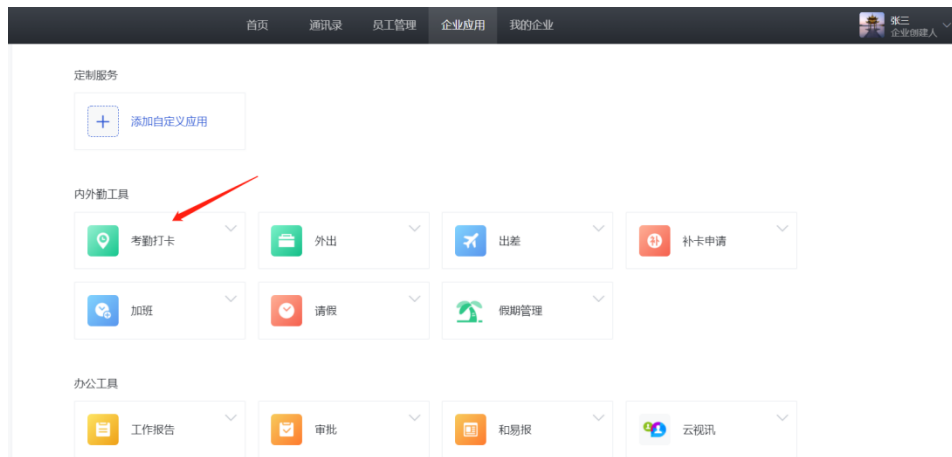 首页 通讯录 员工管理 企业应用 我的企业 张三
企业创建人
定制服务
添加自定义应用
内外勤工具
考勤打卡 外出 出差 补 补卡申请
加班 请假 假期管理
办公工具
工作报告 审批 和易报 云视讯